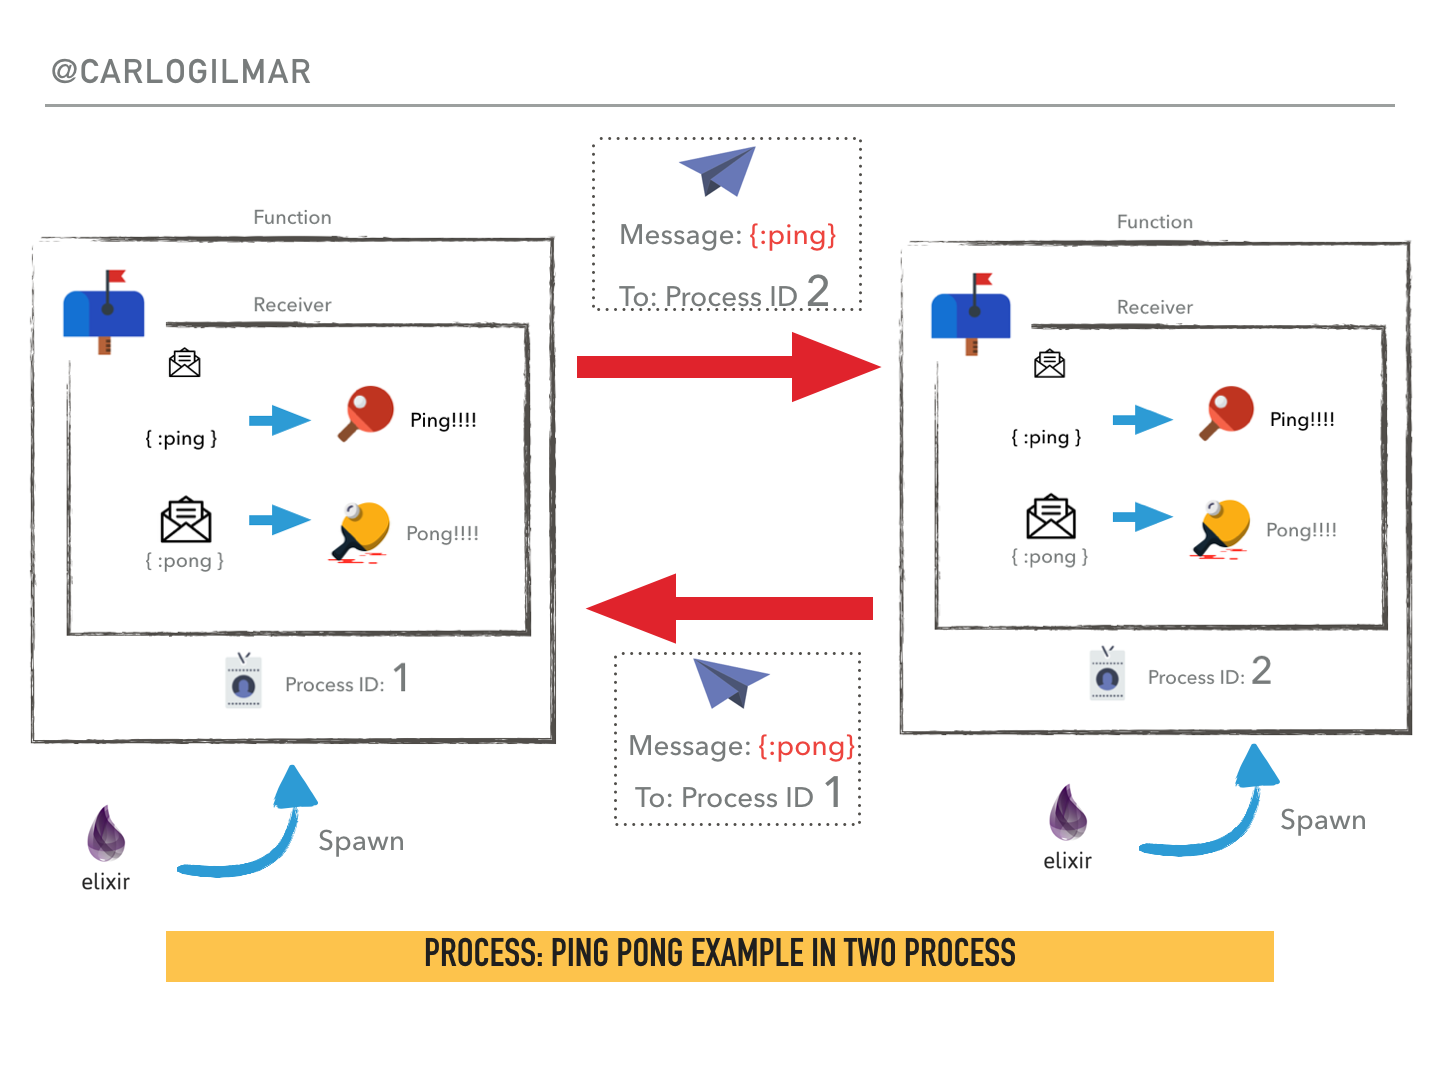 @CARLOGILMAR
Function
Receiver
{ :ping }
Ping!!!!
{ :pong }
Pong!!!!
Process ID: 1
elixir
Spawn
Message: {:ping}
To: Process ID 2
Message: {:pong}
To: Process ID 1
Function
Receiver
{ :ping }
Ping!!!!
{ :pong }
Pong!!!!
Process ID: 2
elixir
Spawn
PROCESS: PING PONG EXAMPLE IN TWO PROCESS